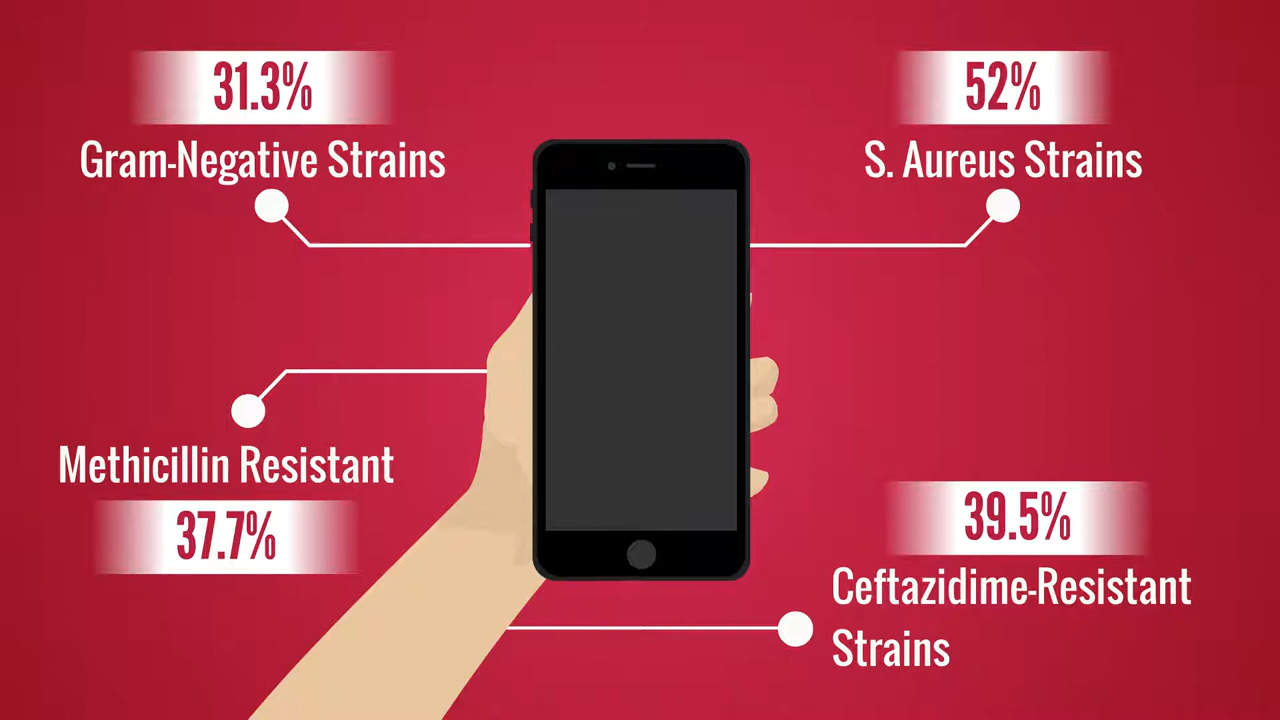 31.3%
Gram-Negative Strains
52%
S. Aureus Strains
Methicillin Resistant
37.7%
39.5%
Ceftazidime-Resistant
Strains